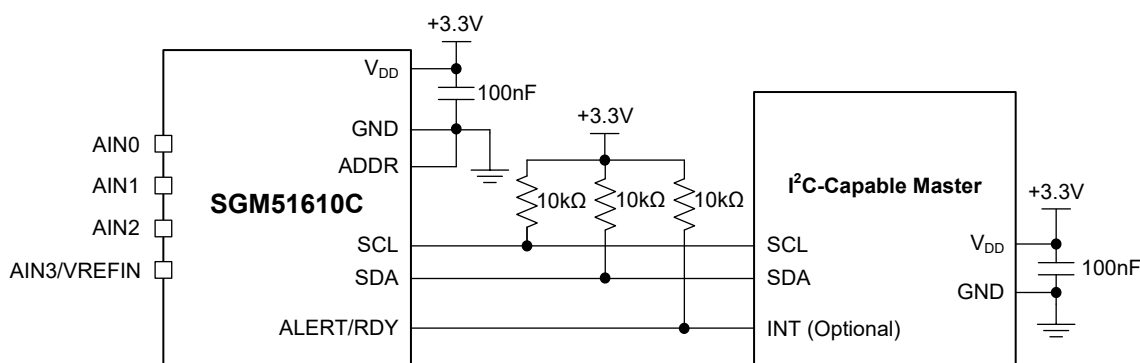 +3.3V
V_DD
100nF
GND
ADDR
AIN0
AIN1
AIN2
AIN3/VREFIN
SGM51610C
SCL
SDA
ALERT/RDY
+3.3V
10kΩ
10kΩ
10kΩ
I²C-Capable Master
SCL
SDA
INT (Optional)
+3.3V
V_DD
100nF
GND